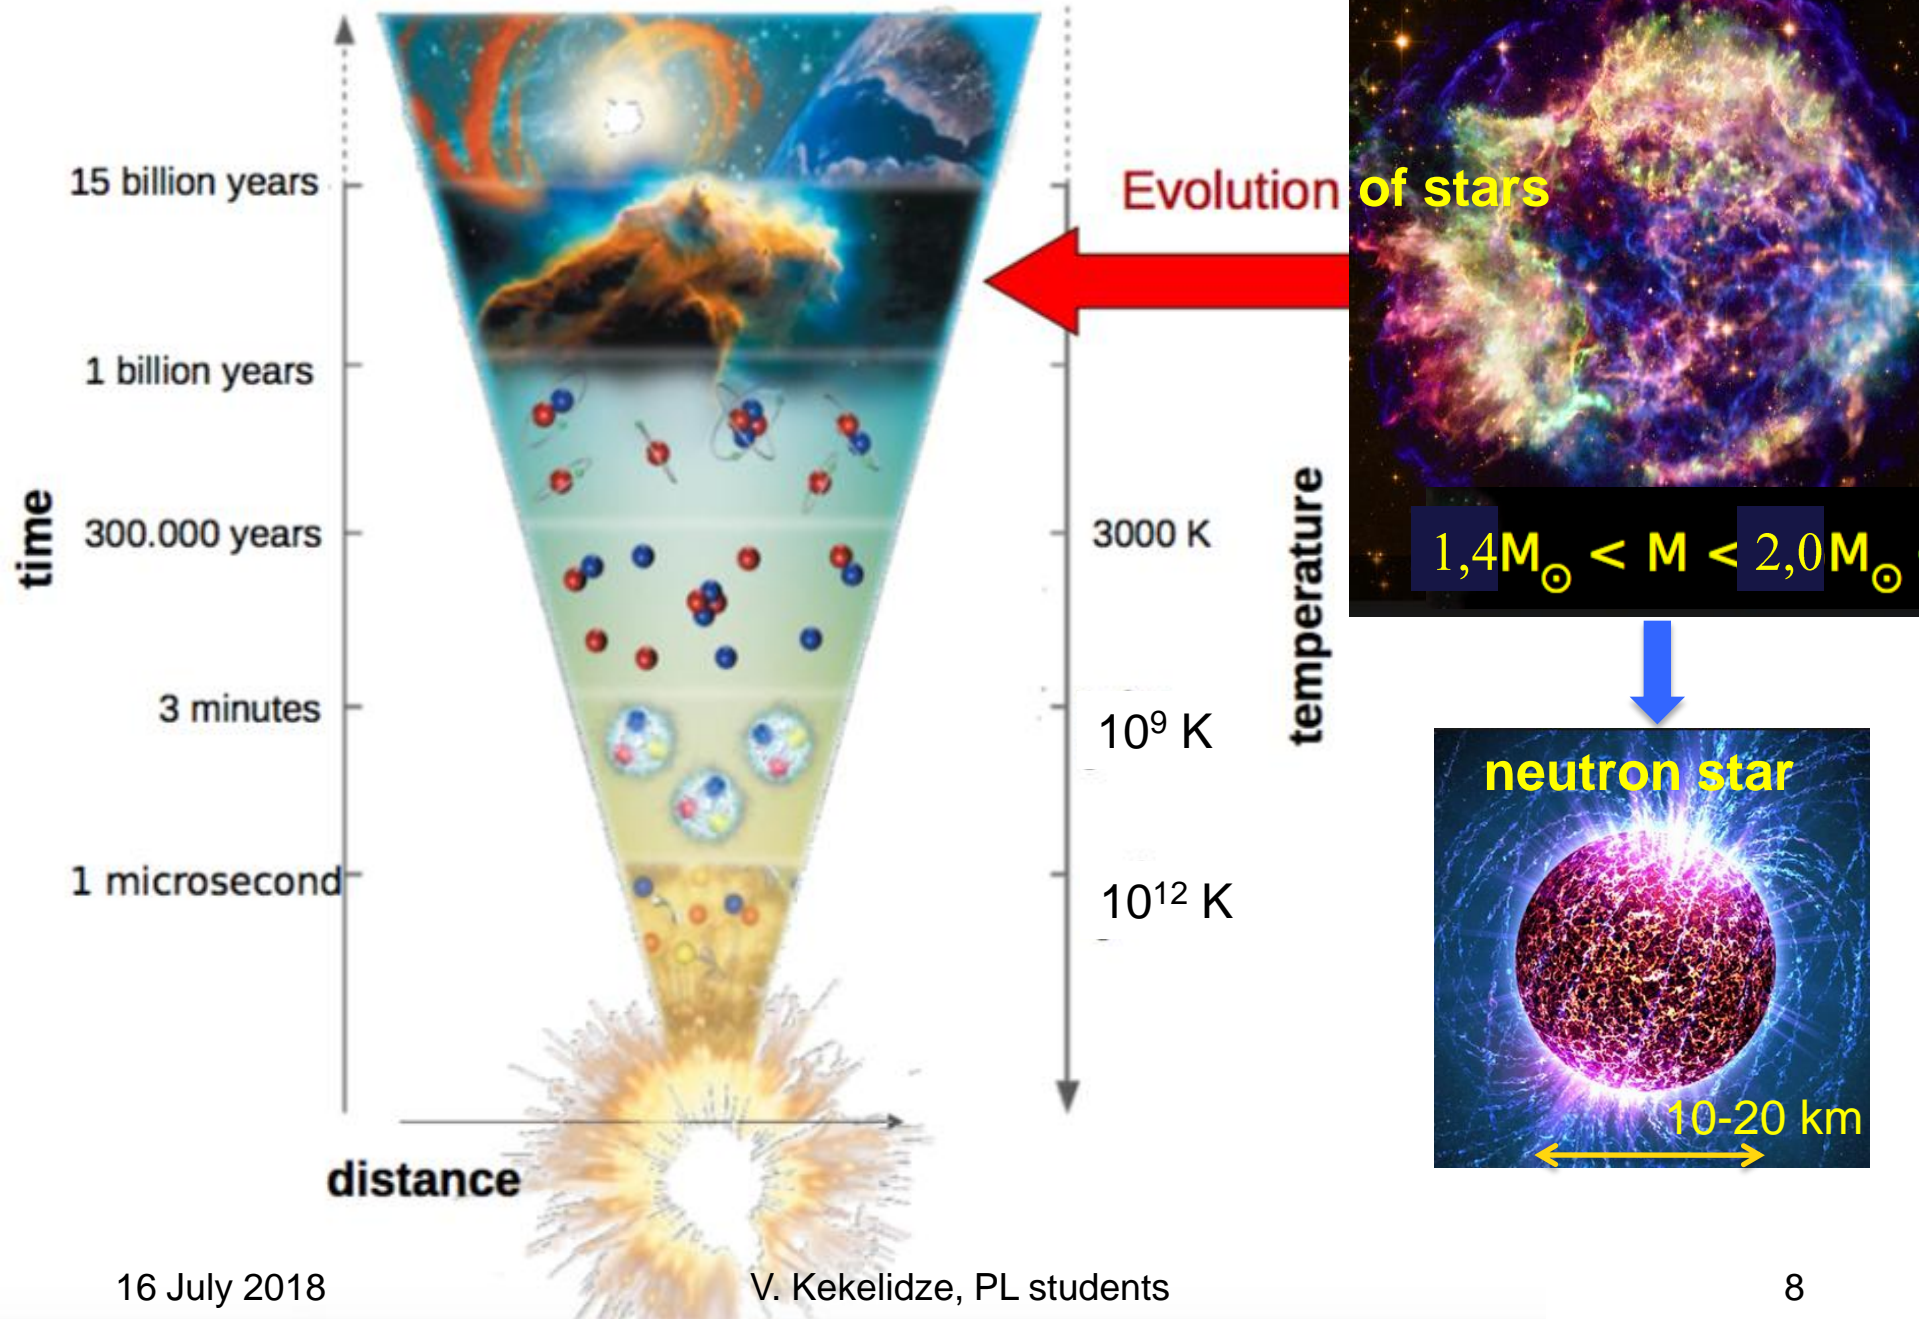 15 billion years
Evolution of stars
1 billion years
time
300.000 years
3000 K
temperature
1,4M⊙ < M < 2,0M⊙
3 minutes
10⁹ K
neutron star
1 microsecond
10¹² K
10-20 km
distance
16 July 2018
V. Kekelidze, PL students
8